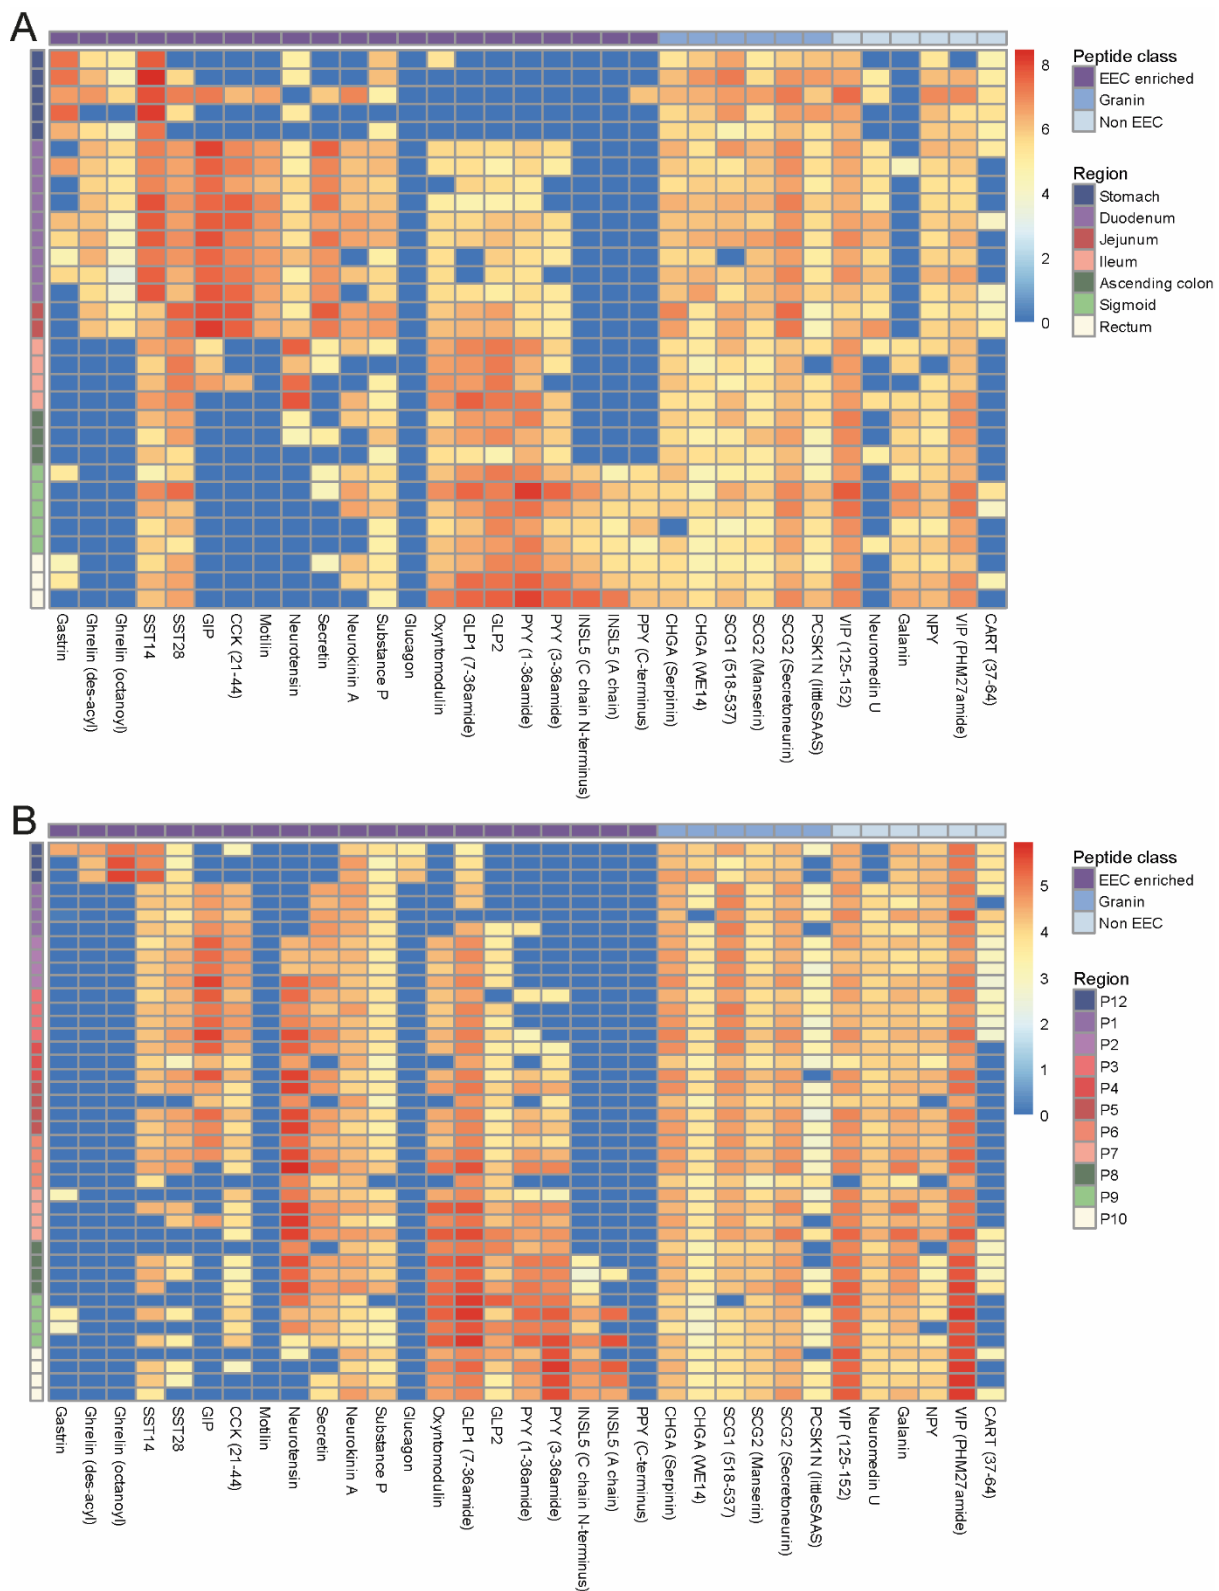 A
8
6
4
2
0
Peptide class
EEC enriched
Granin
Non EEC
Region
Stomach
Duodenum
Jejunum
Ileum
Ascending colon
Sigmoid
Rectum
Gastrin
Ghrelin (des-acyl)
Ghrelin (octanoyl)
SST14
SST28
GIP
CCK (21-44)
Motilin
Neurotensin
Secretin
Neurokinin A
Substance P
Glucagon
Oxyntomodulin
GLP1 (7-36amide)
GLP2
PYY (1-36amide)
PYY (3-36amide)
INSL5 (C chain N-terminus)
INSL5 (A chain)
PPY (C-terminus)
CHGA (Serpinin)
CHGA (WE14)
SCG1 (518-537)
SCG2 (Manserin)
SCG2 (Secretoneurin)
PCSK1N (littleSAAS)
VIP (125-152)
Neuromedin U
Galanin
NPY
VIP (PHM27amide)
CART (37-64)
B
5
4
3
2
1
0
Peptide class
EEC enriched
Granin
Non EEC
Region
P12
P1
P2
P3
P4
P5
P6
P7
P8
P9
P10
Gastrin
Ghrelin (des-acyl)
Ghrelin (octanoyl)
SST14
SST28
GIP
CCK (21-44)
Motilin
Neurotensin
Secretin
Neurokinin A
Substance P
Glucagon
Oxyntomodulin
GLP1 (7-36amide)
GLP2
PYY (1-36amide)
PYY (3-36amide)
INSL5 (C chain N-terminus)
INSL5 (A chain)
PPY (C-terminus)
CHGA (Serpinin)
CHGA (WE14)
SCG1 (518-537)
SCG2 (Manserin)
SCG2 (Secretoneurin)
PCSK1N (littleSAAS)
VIP (125-152)
Neuromedin U
Galanin
NPY
VIP (PHM27amide)
CART (37-64)